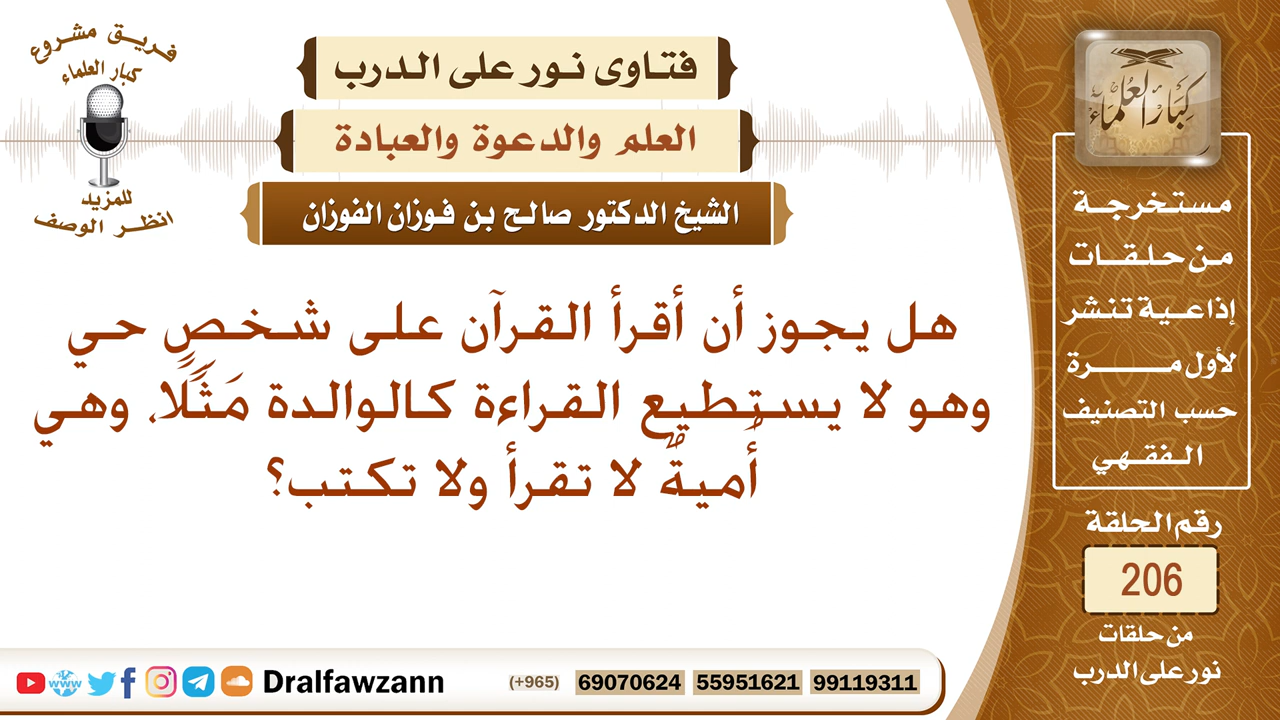 فريق مشروع
كبار العلماء
للمزيد
انظر الوصف
فتاوى نور على الدرب
العلم والدعوة والعبادة
الشيخ الدكتور صالح بن فوزان الفوزان
هل يجوز أن أقرأ القرآن على شخصٍ حي
وهو لا يستطيع القراءة كالوالدة مَثَلًا، وهي
أُميةٌ لا تقرأ ولا تكتب؟
كبار العلماء
مستخرجة
من حلقات
إذاعية تنشر
لأول مرة
حسب التصنيف
الفقهي
رقم الحلقة
206
من حلقات
نور على الدرب
www
Dralfawzann
(+965) 69070624 55951621 99119311